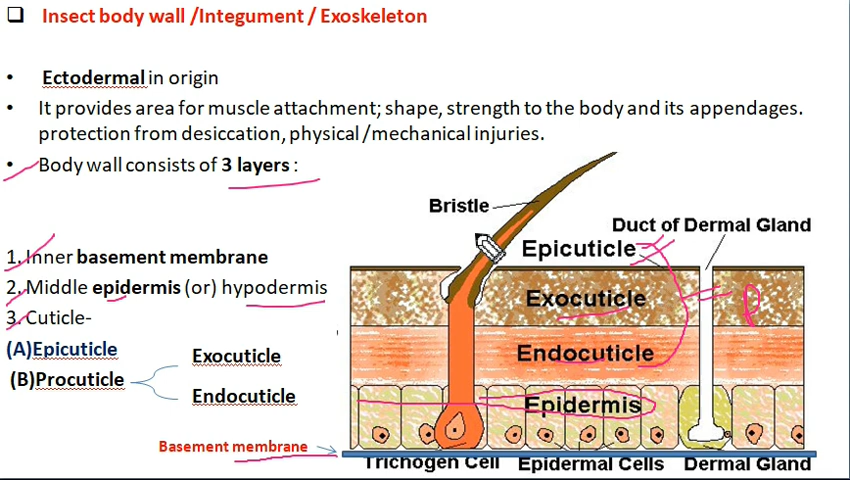 Insect body wall /Integument / Exoskeleton
Ectodermal in origin
It provides area for muscle attachment; shape, strength to the body and its appendages.
protection from desiccation, physical/mechanical injuries.
Body wall consists of 3 layers :
1. Inner basement membrane
2. Middle epidermis (or) hypodermis
3. Cuticle-
(A)Epicuticle
(B)Procuticle
Exocuticle
Endocuticle
Basement membrane
Bristle
Duct of Dermal Gland
Epicuticle
Exocuticle
Endocuticle
Epidermis
Trichogen Cell
Epidermal Cells
Dermal Gland